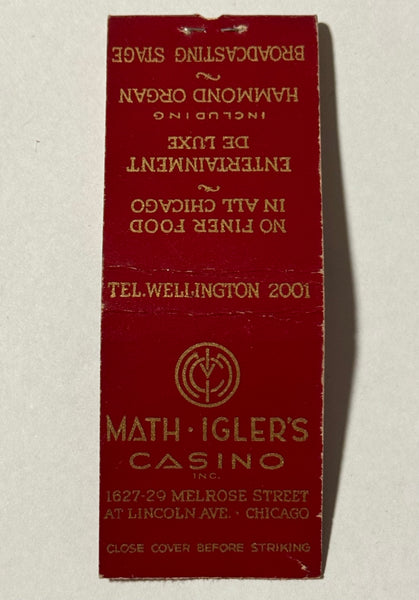 NO FINER FOOD
IN ALL CHICAGO
~
ENTERTAINMENT
DE LUXE
INCLUDING
HAMMOND ORGAN
~
BROADCASTING STAGE
TEL. WELLINGTON 2001
MATH · IGLER'S
CASINO
INC.
1627-29 MELROSE STREET
AT LINCOLN AVE. · CHICAGO
CLOSE COVER BEFORE STRIKING